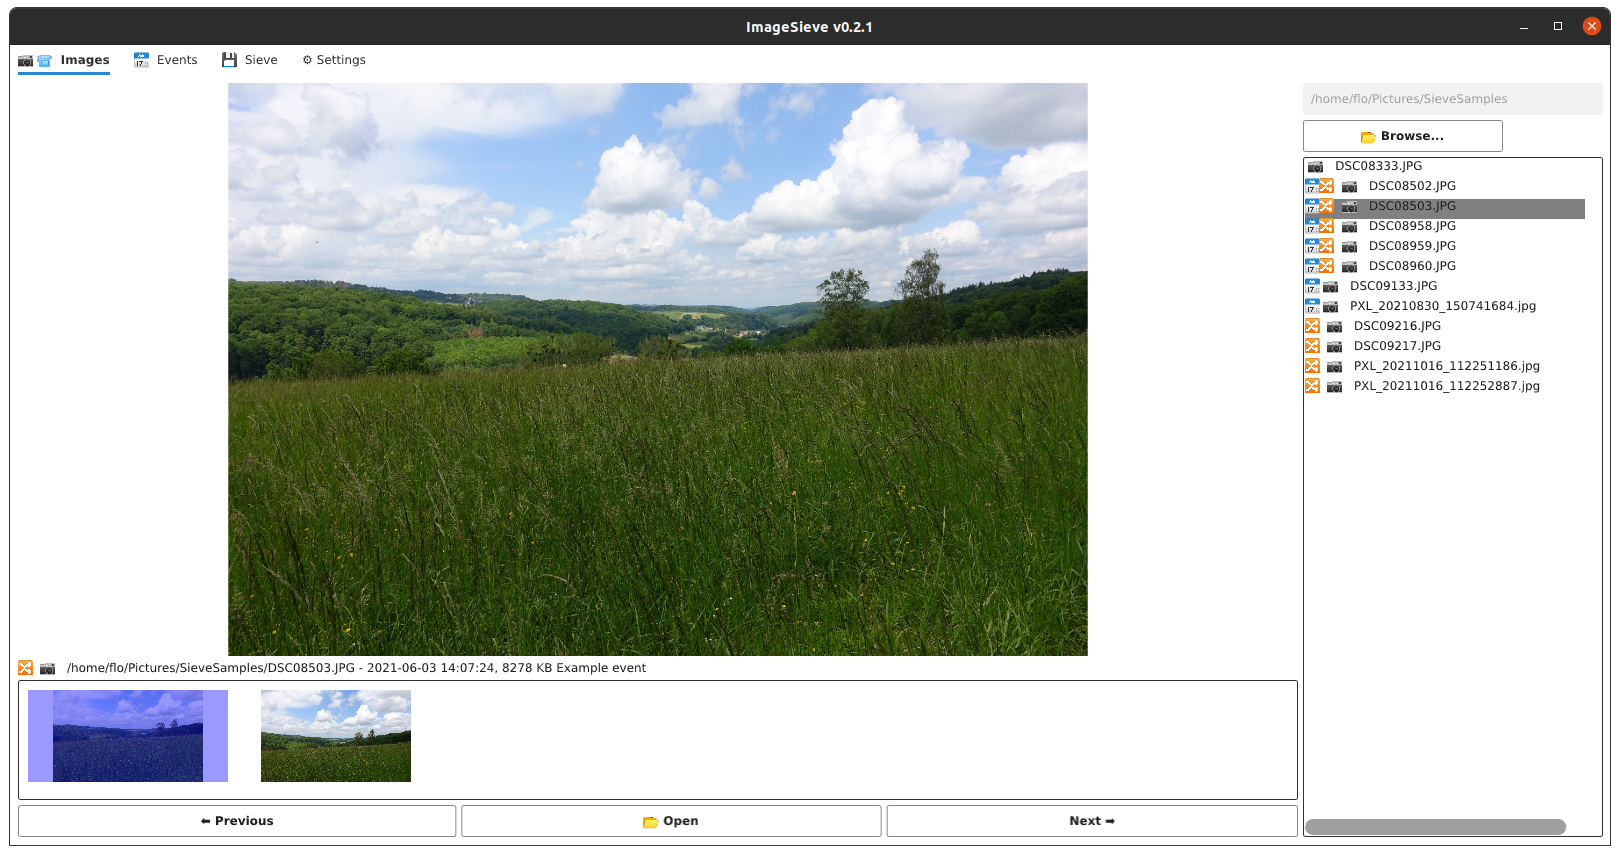 ImageSieve v0.2.1
Images Events Sieve Settings
/home/flo/Pictures/SieveSamples
Browse...
DSC08333.JPG
DSC08502.JPG
DSC08503.JPG
DSC08958.JPG
DSC08959.JPG
DSC08960.JPG
DSC09133.JPG
PXL_20210830_150741684.jpg
DSC09216.JPG
DSC09217.JPG
PXL_20211016_112251186.jpg
PXL_20211016_112252887.jpg
/home/flo/Pictures/SieveSamples/DSC08503.JPG - 2021-06-03 14:07:24, 8278 KB Example event
Previous Open Next